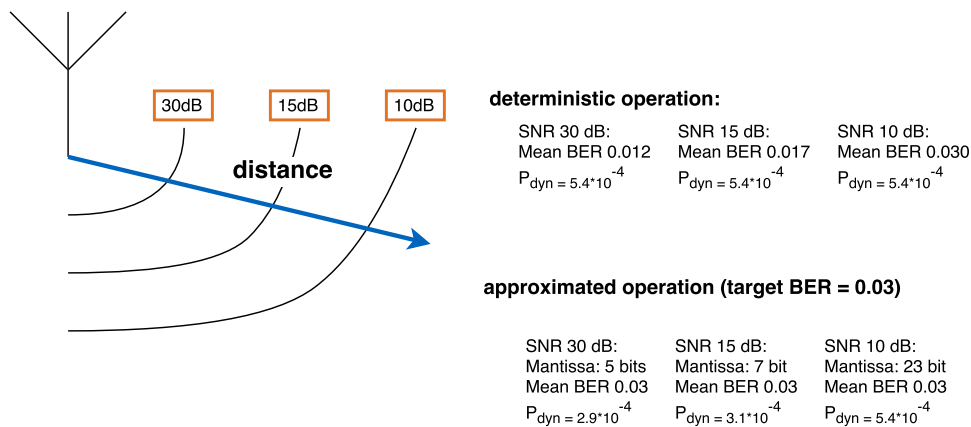 30dB
15dB
10dB
distance
deterministic operation:
SNR 30 dB:
Mean BER 0.012
Pdyn = 5.4*10-4
SNR 15 dB:
Mean BER 0.017
Pdyn = 5.4*10-4
SNR 10 dB:
Mean BER 0.030
Pdyn = 5.4*10-4
approximated operation (target BER = 0.03)
SNR 30 dB:
Mantissa: 5 bits
Mean BER 0.03
Pdyn = 2.9*10-4
SNR 15 dB:
Mantissa: 7 bit
Mean BER 0.03
Pdyn = 3.1*10-4
SNR 10 dB:
Mantissa: 23 bit
Mean BER 0.03
Pdyn = 5.4*10-4